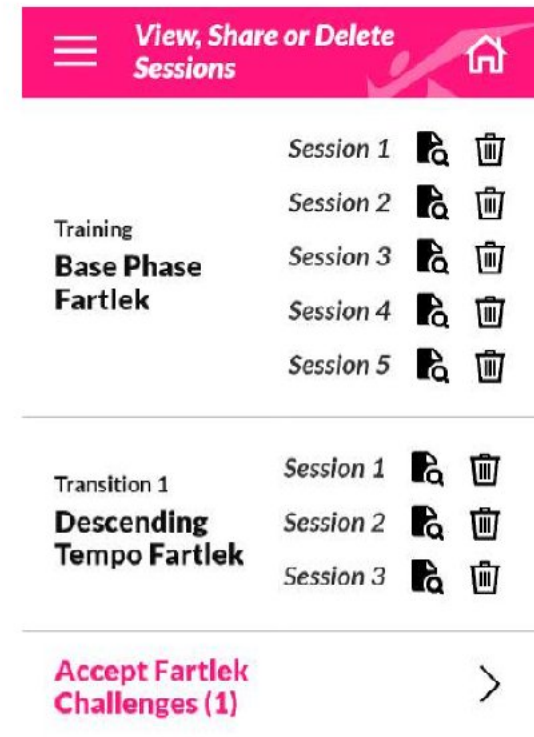 View, Share or Delete
Sessions
Session 1
Session 2
Session 3
Session 4
Session 5
Training
Base Phase
Fartlek
Session 1
Session 2
Session 3
Transition 1
Descending
Tempo Fartlek
Accept Fartlek
Challenges (1)